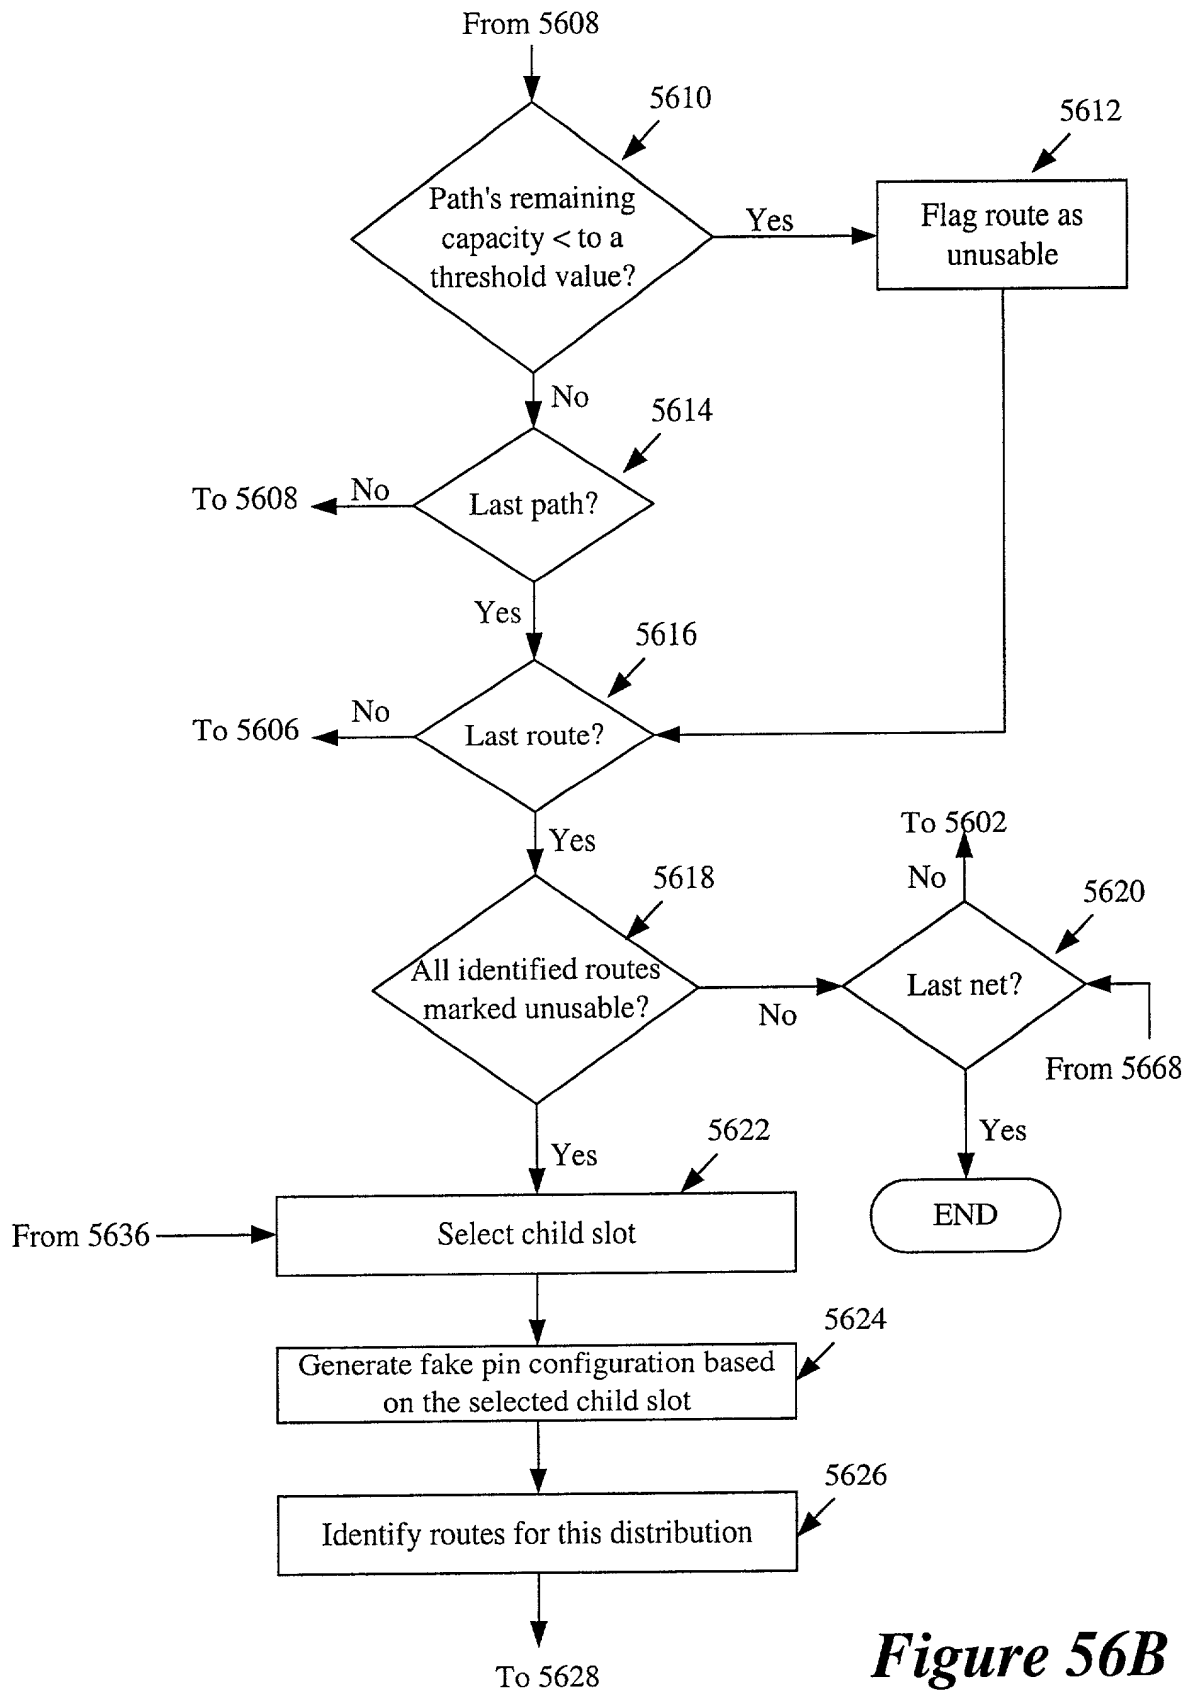 From 5608
5610
5612
Path's remaining
capacity < to a
threshold value?
Yes
Flag route as
unusable
No
5614
To 5608
No
Last path?
Yes
5616
To 5606
No
Last route?
Yes
To 5602
No
5618
5620
All identified routes
marked unusable?
No
Last net?
From 5668
Yes
Yes
5622
From 5636
Select child slot
END
5624
Generate fake pin configuration based
on the selected child slot
5626
Identify routes for this distribution
To 5628
Figure 56B